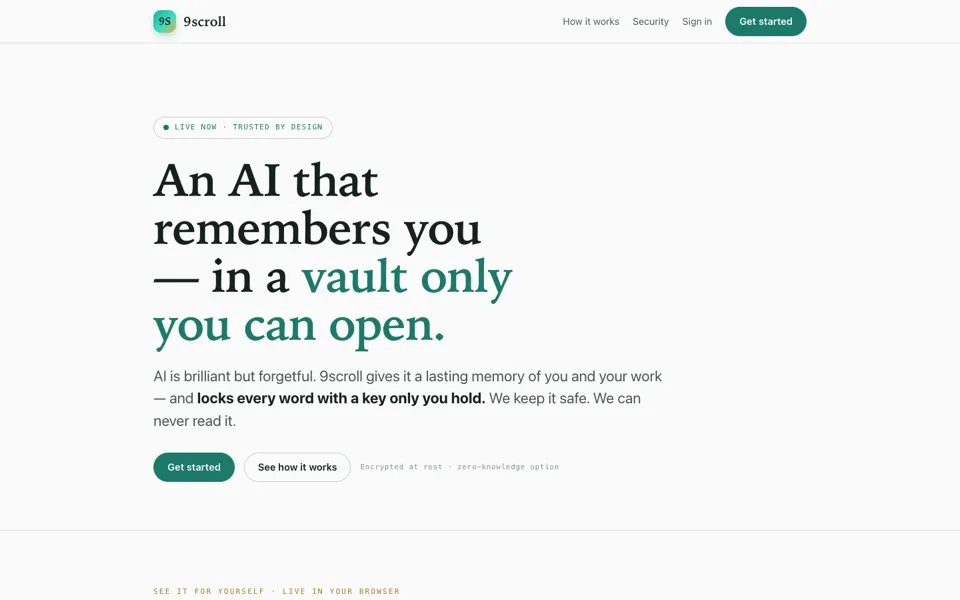 9S 9scroll
How it works Security Sign in Get started
LIVE NOW · TRUSTED BY DESIGN
An AI that
remembers you
— in a vault only
you can open.
AI is brilliant but forgetful. 9scroll gives it a lasting memory of you and your work
— and locks every word with a key only you hold. We keep it safe. We can
never read it.
Get started See how it works Encrypted at rest · zero-knowledge option
SEE IT FOR YOURSELF · LIVE IN YOUR BROWSER